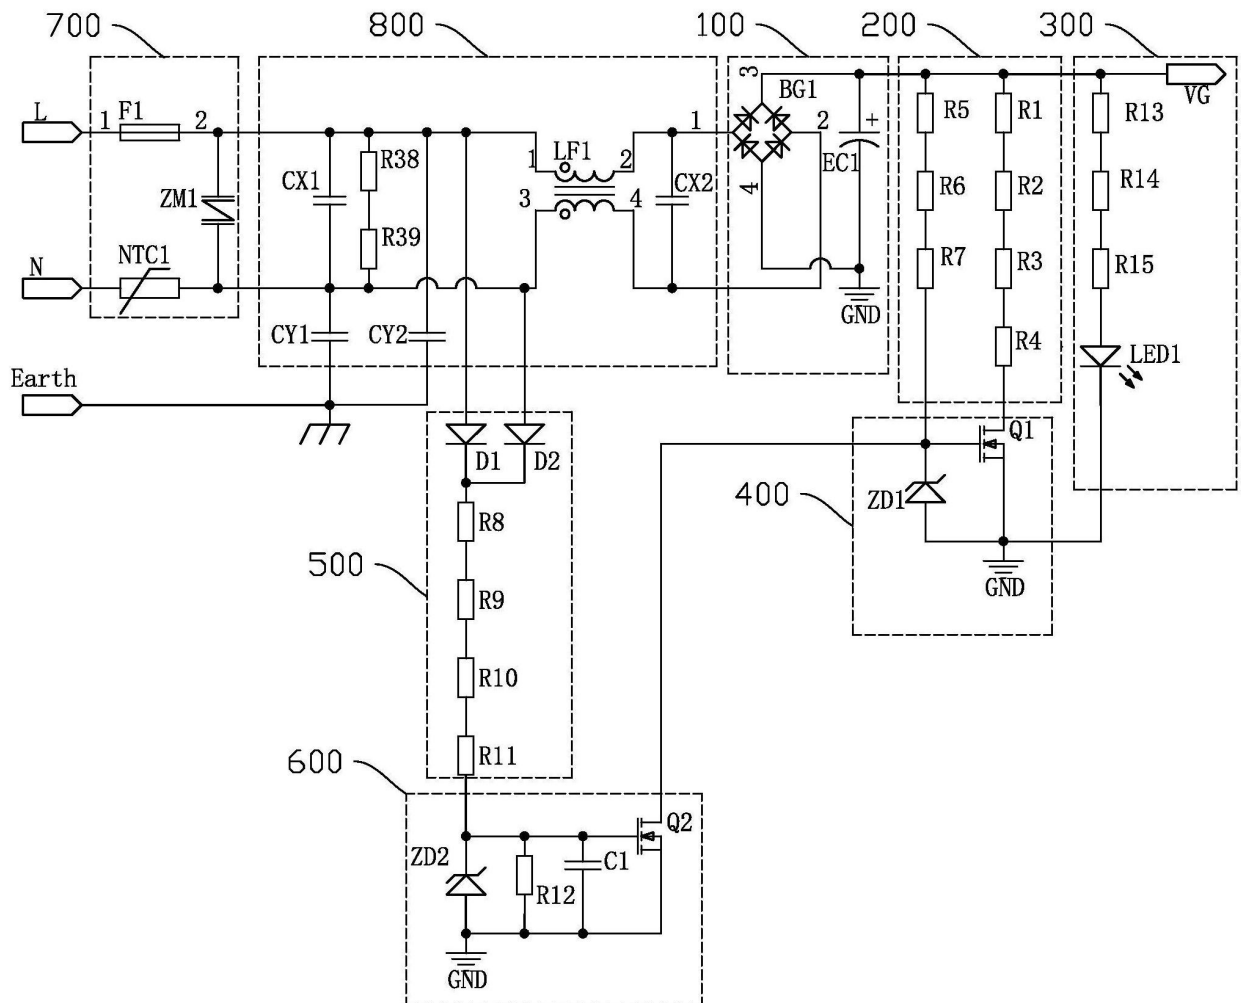 700 800 100 200 300
L 1 F1 2
3 BG1 + VG
R5 R1 R13
R38 1 LF1 2 1 2
ZM1 CX1 CX2 4 EC1
R6 R2 R14
3 4
R39
N NTC1
R7 R3 R15
CY1 CY2 GND
R4 LED1
Earth
D1 D2 Q1
400 ZD1
R8
500 GND
R9
R10
600 R11
Q2
ZD2 R12 C1
GND